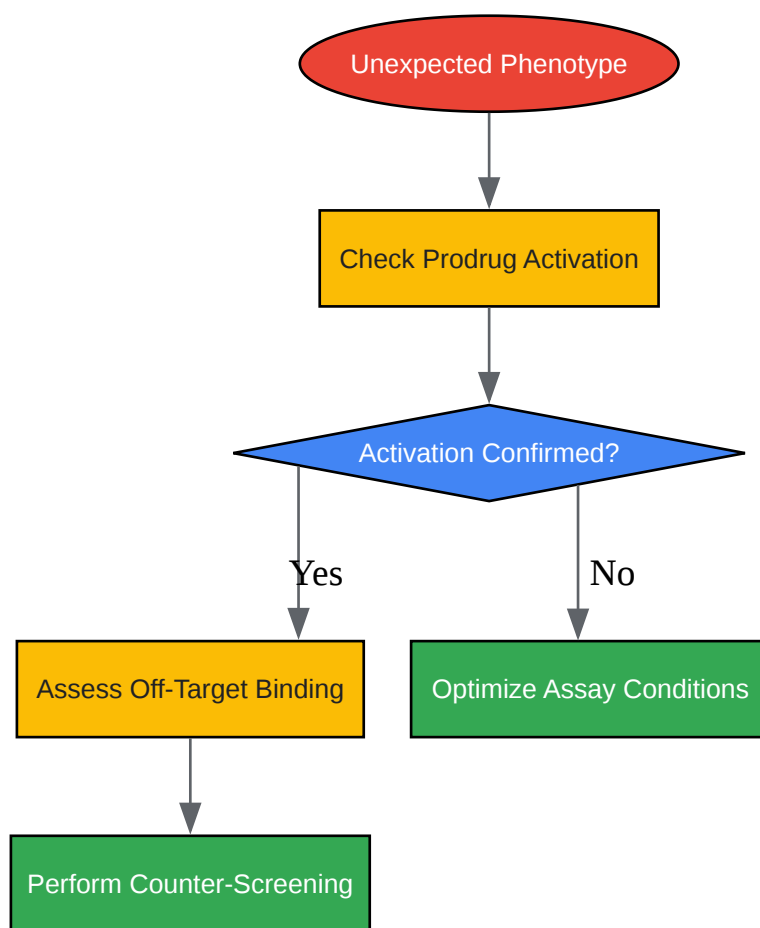 Unexpected Phenotype
Check Prodrug Activation
Activation Confirmed?
Yes
No
Assess Off-Target Binding
Optimize Assay Conditions
Perform Counter-Screening